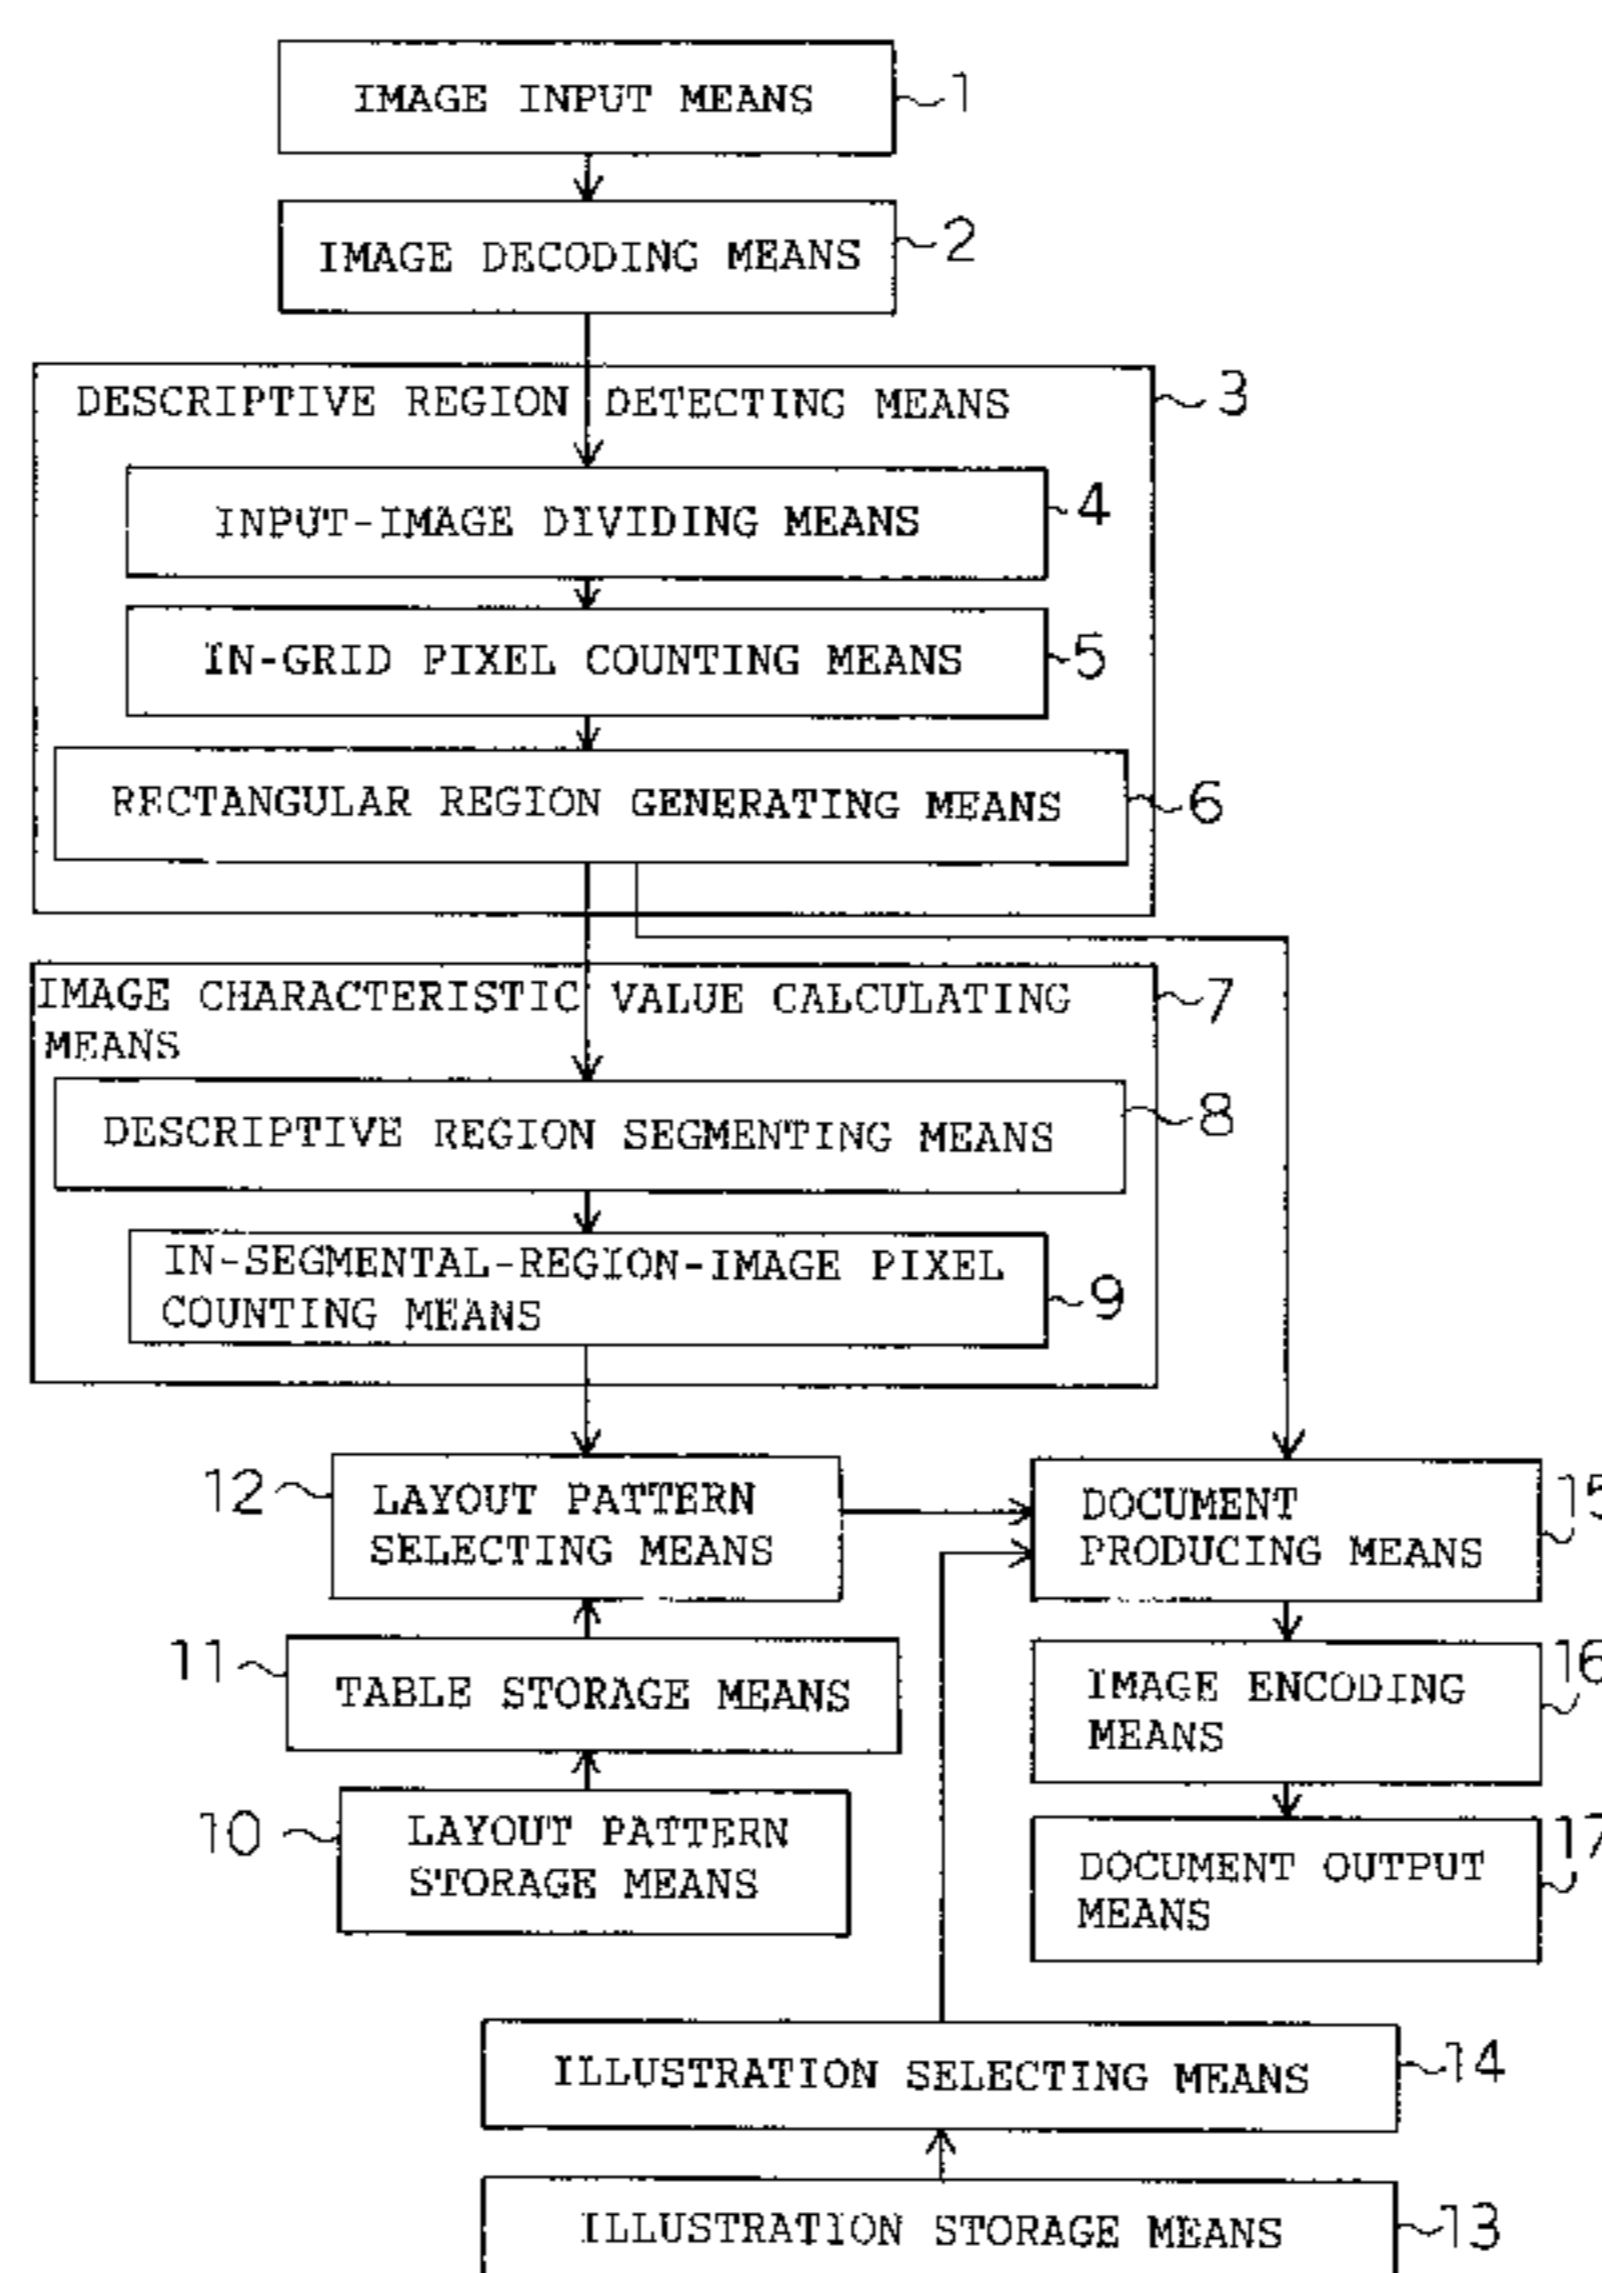 IMAGE INPUT MEANS
1
IMAGE DECODING MEANS
2
DESCRIPTIVE REGION DETECTING MEANS
3
INPUT-IMAGE DIVIDING MEANS
4
IN-GRID PIXEL COUNTING MEANS
5
RECTANGULAR REGION GENERATING MEANS
6
IMAGE CHARACTERISTIC VALUE CALCULATING
MEANS
7
DESCRIPTIVE REGION SEGMENTING MEANS
8
IN-SEGMENTAL-REGION-IMAGE PIXEL
COUNTING MEANS
9
12
LAYOUT PATTERN
SELECTING MEANS
DOCUMENT
PRODUCING MEANS
15
11
TABLE STORAGE MEANS
IMAGE ENCODING
MEANS
16
10
LAYOUT PATTERN
STORAGE MEANS
DOCUMENT OUTPUT
MEANS
17
ILLUSTRATION SELECTING MEANS
14
ILLUSTRATION STORAGE MEANS
13